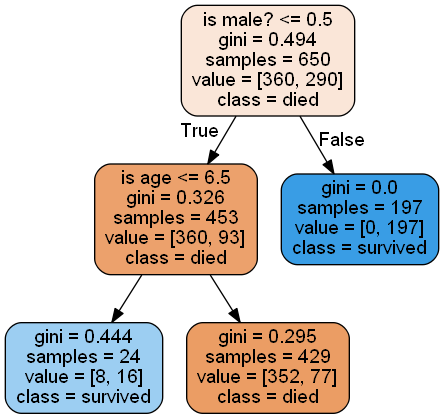 is male? <= 0.5
gini = 0.494
samples = 650
value = [360, 290]
class = died
True
False
is age <= 6.5
gini = 0.326
samples = 453
value = [360, 93]
class = died
gini = 0.0
samples = 197
value = [0, 197]
class = survived
gini = 0.444
samples = 24
value = [8, 16]
class = survived
gini = 0.295
samples = 429
value = [352, 77]
class = died